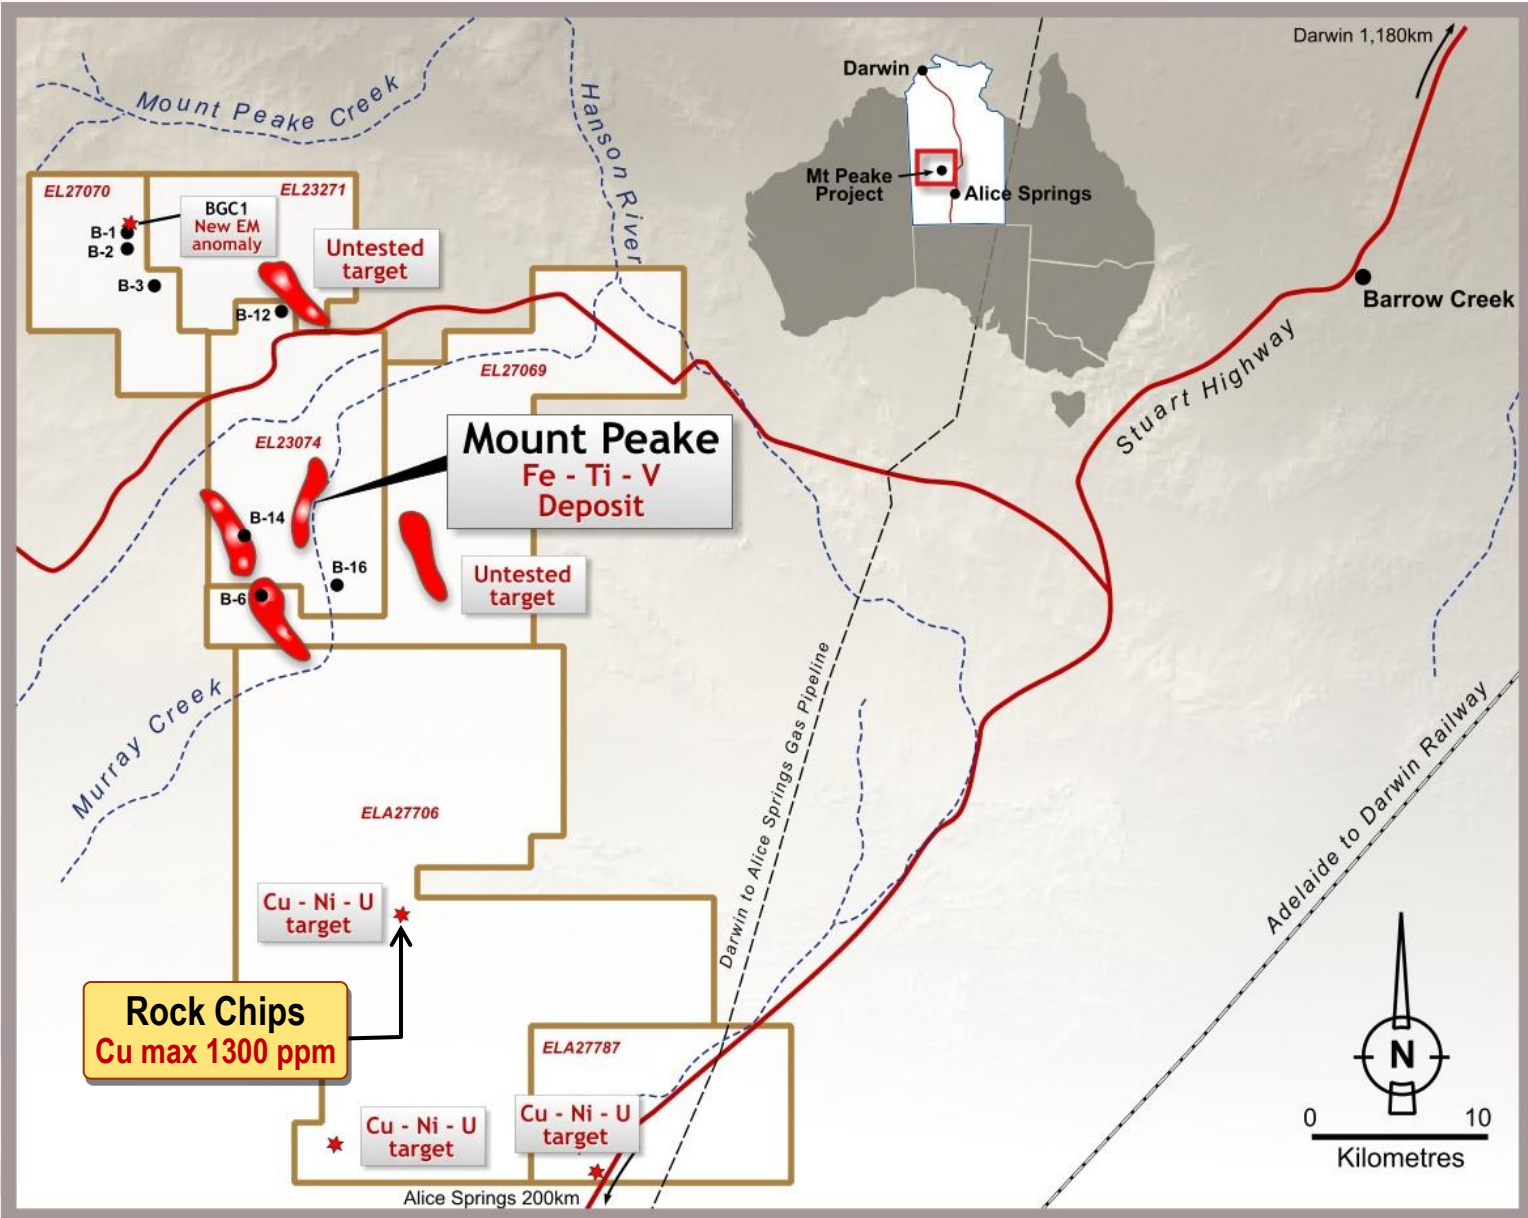 Darwin 1,180km
Mount Peake Creek
Hanson River
Darwin
Mt Peake
Project
Alice Springs
EL27070
EL23271
BGC1
New EM
anomaly
B-1
B-2
B-3
B-12
Untested
target
Barrow Creek
Stuart Highway
EL27069
EL23074
Mount Peake
Fe - Ti - V
Deposit
B-14
B-16
B-6
Untested
target
Murray Creek
Darwin to Alice Springs Gas Pipeline
Adelaide to Darwin Railway
ELA27706
Cu - Ni - U
target
Rock Chips
Cu max 1300 ppm
ELA27787
Cu - Ni - U
target
Cu - Ni - U
target
Alice Springs 200km
N
0 10
Kilometres